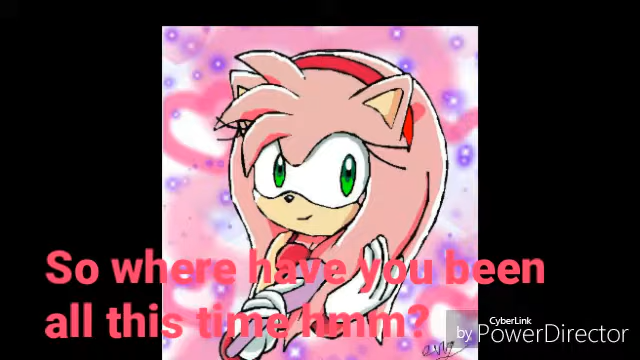 So where have you been
all this time hmm?
CyberLink
by PowerDirector